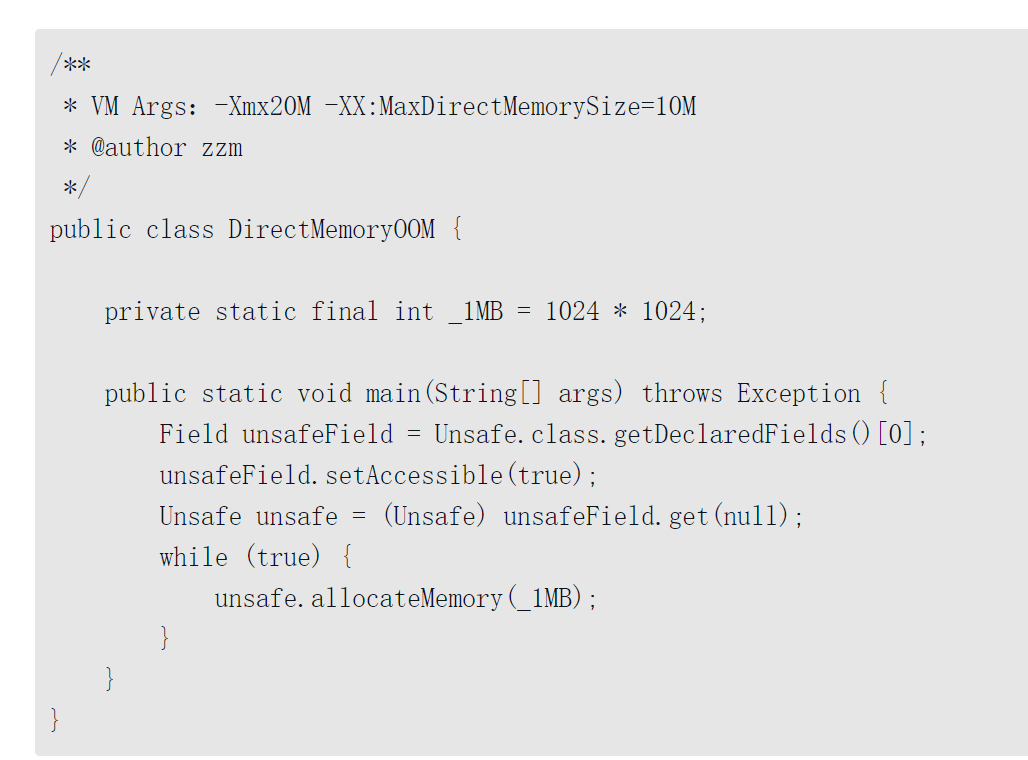 /**
 * VM Args：-Xmx20M -XX:MaxDirectMemorySize=10M
 * @author zzm
 */
public class DirectMemoryOOM {
    private static final int _1MB = 1024 * 1024;
    public static void main(String[] args) throws Exception {
        Field unsafeField = Unsafe.class.getDeclaredFields()[0];
        unsafeField.setAccessible(true);
        Unsafe unsafe = (Unsafe) unsafeField.get(null);
        while (true) {
            unsafe.allocateMemory(_1MB);
        }
    }
}